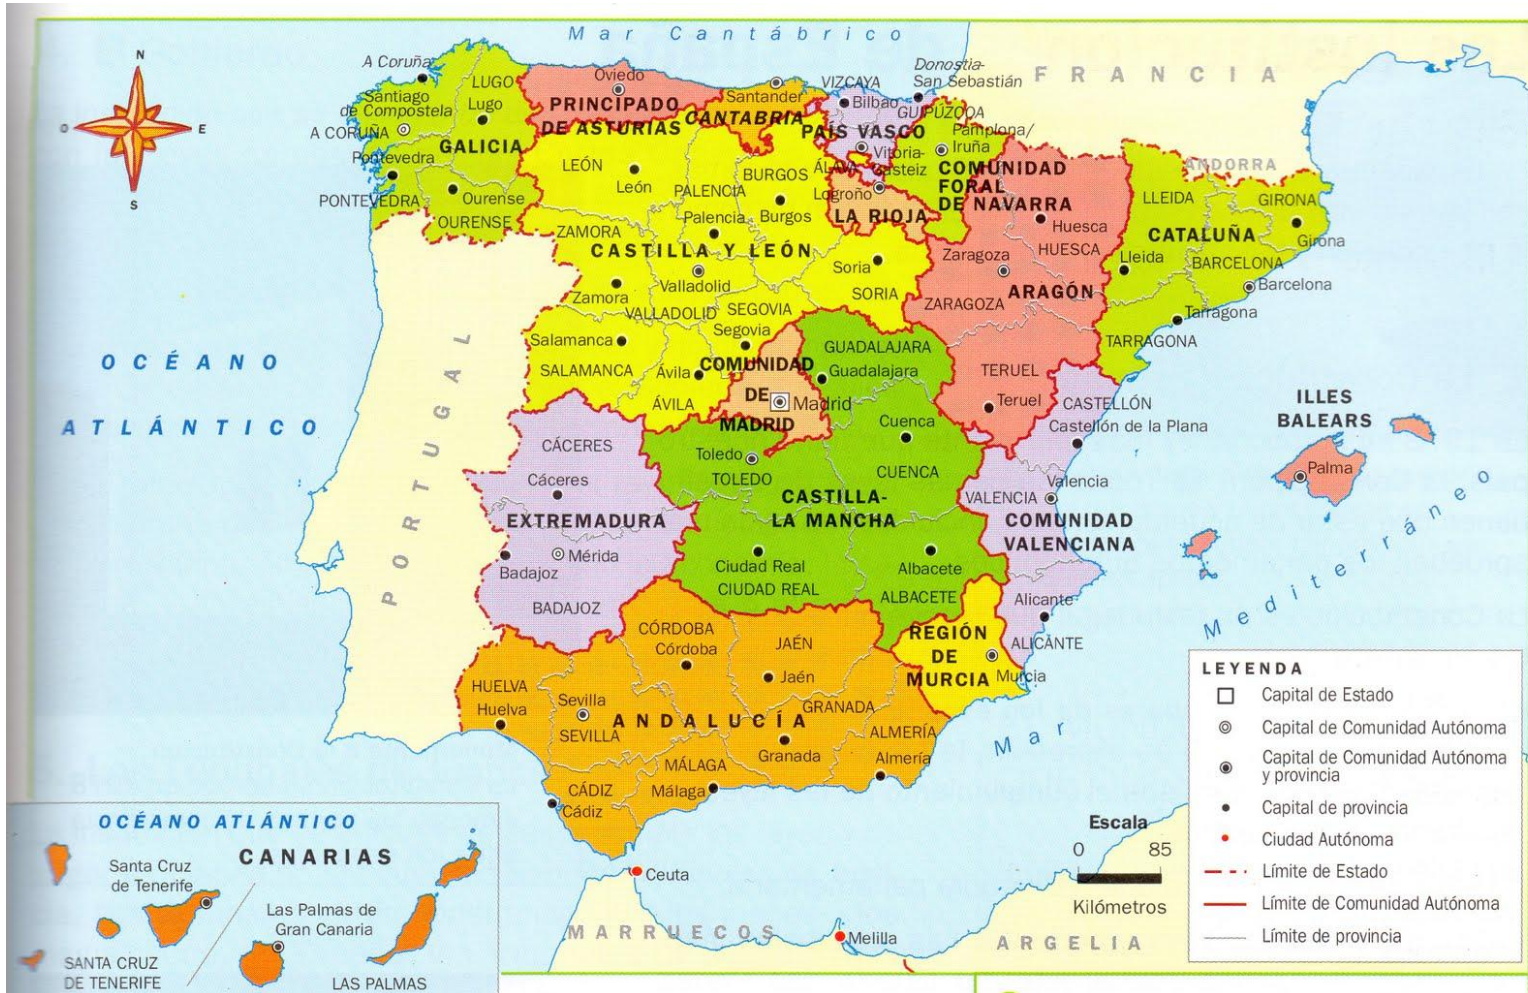 Mar Cantábrico
FRANCIA
ANDORRA
N
O
E
S
OCÉANO
ATLÁNTICO
PORTUGAL
A Coruña
LUGO
Santiago
de Compostela
Lugo
A CORUÑA
GALICIA
Pontevedra
PONTEVEDRA
Ourense
OURENSE
Oviedo
PRINCIPADO
DE ASTURIAS
Santander
CANTABRIA
VIZCAYA
Bilbao
Donostia-
San Sebastián
GUIPÚZCOA
PAÍS VASCO
Vitoria-
Gasteiz
ÁLAVA
Pamplona/
Iruña
COMUNIDAD
FORAL
DE NAVARRA
Logroño
LA RIOJA
LEÓN
León
PALENCIA
Palencia
BURGOS
Burgos
ZAMORA
Zamora
CASTILLA Y LEÓN
Valladolid
VALLADOLID
Soria
SORIA
SEGOVIA
Segovia
Salamanca
SALAMANCA
Ávila
ÁVILA
Huesca
HUESCA
Zaragoza
ZARAGOZA
ARAGÓN
TERUEL
Teruel
LLEIDA
Lleida
GIRONA
Girona
CATALUÑA
BARCELONA
Barcelona
Tarragona
TARRAGONA
COMUNIDAD
DE
MADRID
Madrid
GUADALAJARA
Guadalajara
Cuenca
CUENCA
Toledo
TOLEDO
CASTILLA-
LA MANCHA
Ciudad Real
CIUDAD REAL
Albacete
ALBACETE
CÁCERES
Cáceres
EXTREMADURA
Mérida
Badajoz
BADAJOZ
CASTELLÓN
Castellón de la Plana
Valencia
VALENCIA
COMUNIDAD
VALENCIANA
Alicante
ALICANTE
ILLES
BALEARS
Palma
REGIÓN
DE
MURCIA
Murcia
CÓRDOBA
Córdoba
JAÉN
Jaén
HUELVA
Huelva
Sevilla
SEVILLA
ANDALUCÍA
GRANADA
Granada
ALMERÍA
Almería
MÁLAGA
Málaga
CÁDIZ
Cádiz
Mar Mediterráneo
Ceuta
Melilla
MARRUECOS
ARGELIA
OCÉANO ATLÁNTICO
CANARIAS
Santa Cruz
de Tenerife
Las Palmas de
Gran Canaria
SANTA CRUZ
DE TENERIFE
LAS PALMAS
Escala
0 85
Kilómetros
LEYENDA
Capital de Estado
Capital de Comunidad Autónoma
Capital de Comunidad Autónoma
y provincia
Capital de provincia
Ciudad Autónoma
Límite de Estado
Límite de Comunidad Autónoma
Límite de provincia